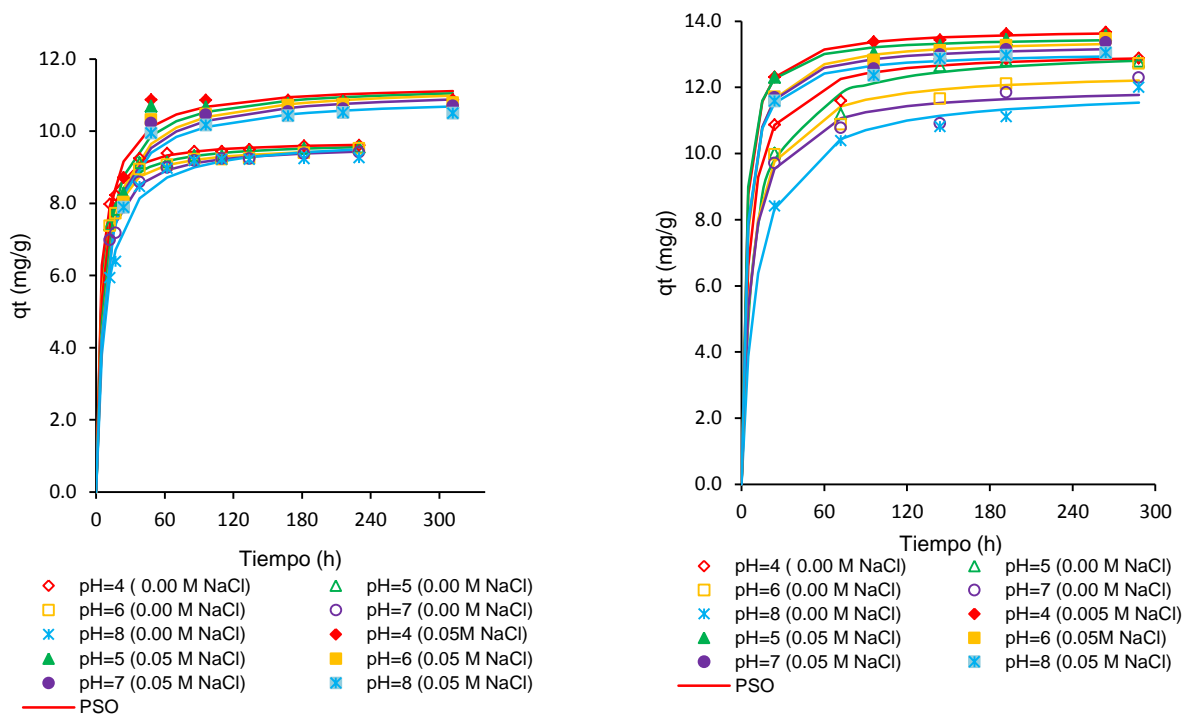 12.0
10.0
8.0
6.0
4.0
2.0
0.0
qt (mg/g)
0 60 120 180 240 300
Tiempo (h)
pH=4 ( 0.00 M NaCl)
pH=5 (0.00 M NaCl)
pH=6 (0.00 M NaCl)
pH=7 (0.00 M NaCl)
pH=8 (0.00 M NaCl)
pH=4 (0.05M NaCl)
pH=5 (0.05 M NaCl)
pH=6 (0.05 M NaCl)
pH=7 (0.05 M NaCl)
pH=8 (0.05 M NaCl)
PSO
14.0
12.0
10.0
8.0
6.0
4.0
2.0
0.0
qt (mg/g)
0 60 120 180 240 300
Tiempo (h)
pH=4 ( 0.00 M NaCl)
pH=5 (0.00 M NaCl)
pH=6 (0.00 M NaCl)
pH=7 (0.00 M NaCl)
pH=8 (0.00 M NaCl)
pH=4 (0.005 M NaCl)
pH=5 (0.05 M NaCl)
pH=6 (0.05M NaCl)
pH=7 (0.05 M NaCl)
pH=8 (0.05 M NaCl)
PSO